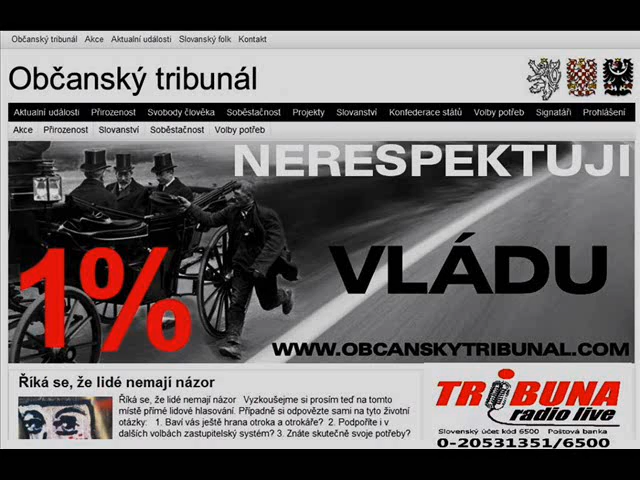 Občanský tribunál Akce Aktualní události Slovanský folk Kontakt
Občanský tribunál
Aktualní události Přirozenost Svobody člověka Soběstačnost Projekty Slovanství Konfederace států Volby potřeb Signatáři Prohlášení
Akce Přirozenost Slovanství Soběstačnost Volby potřeb
NERESPEKTUJI
1% VLÁDU
WWW.OBCANSKYTRIBUNAL.COM
Říká se, že lidé nemají názor
Říká se, že lidé nemají názor Vyzkoušejme si prosím teď na tomto
místě přímé lidové hlasování. Případně si odpovězte sami na tyto životní
otázky: 1. Baví vás ještě hrana otroka a otrokáře? 2. Podpoříte i v
dalších volbách zastupitelský systém? 3. Znáte skutečně svoje potřeby?
TRIBUNA
radio live
Slovenský účet kód 6500 Poštová banka
0-20531351/6500